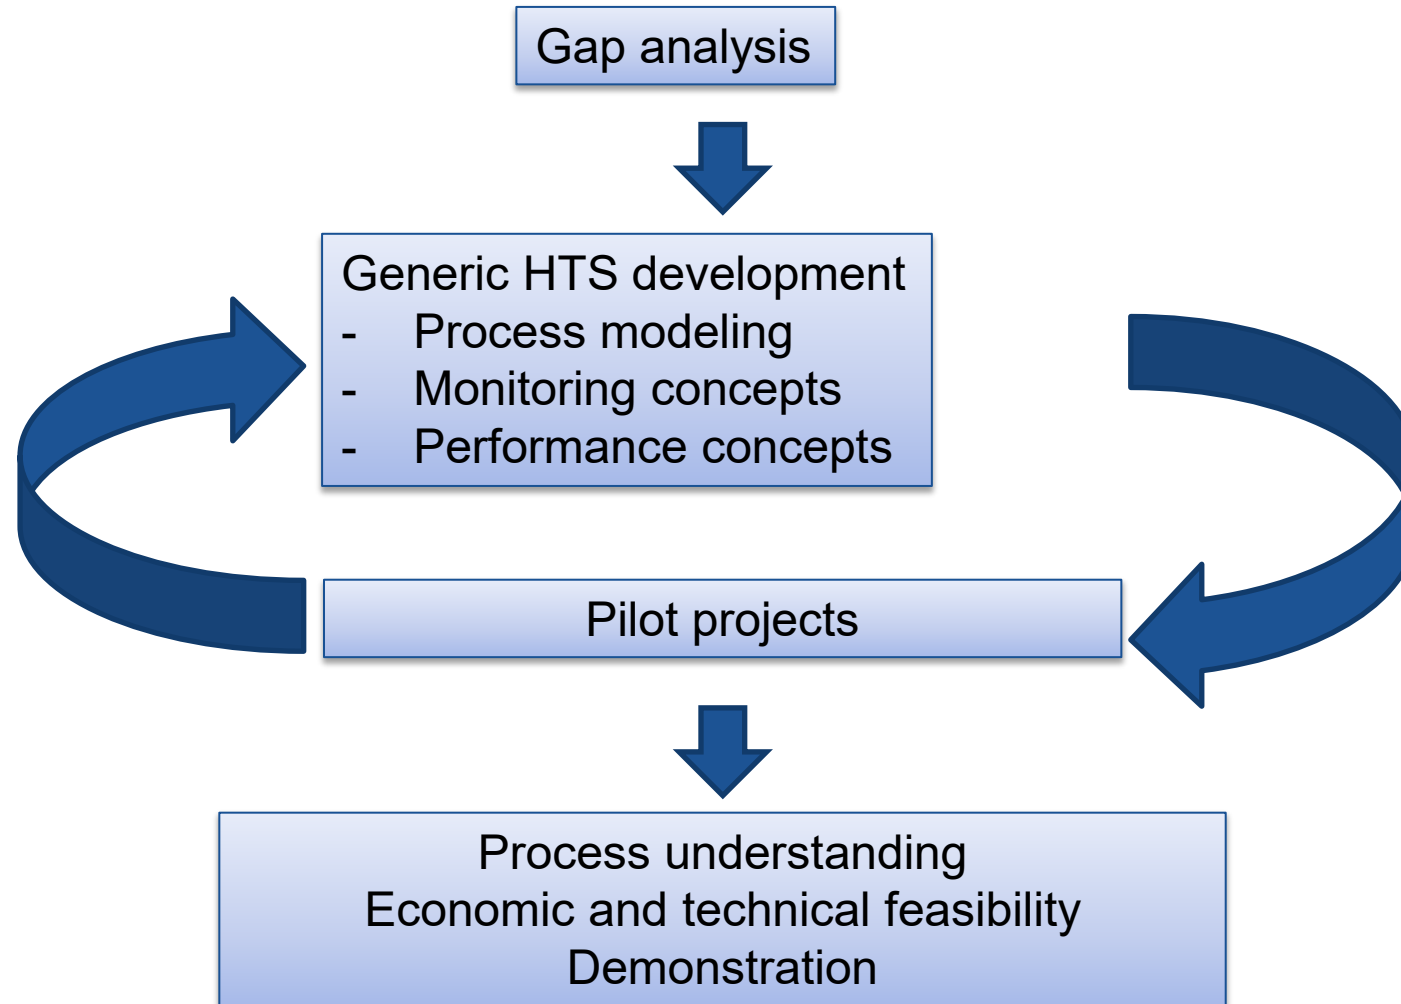 Gap analysis
Generic HTS development
- Process modeling
- Monitoring concepts
- Performance concepts
Pilot projects
Process understanding
Economic and technical feasibility
Demonstration